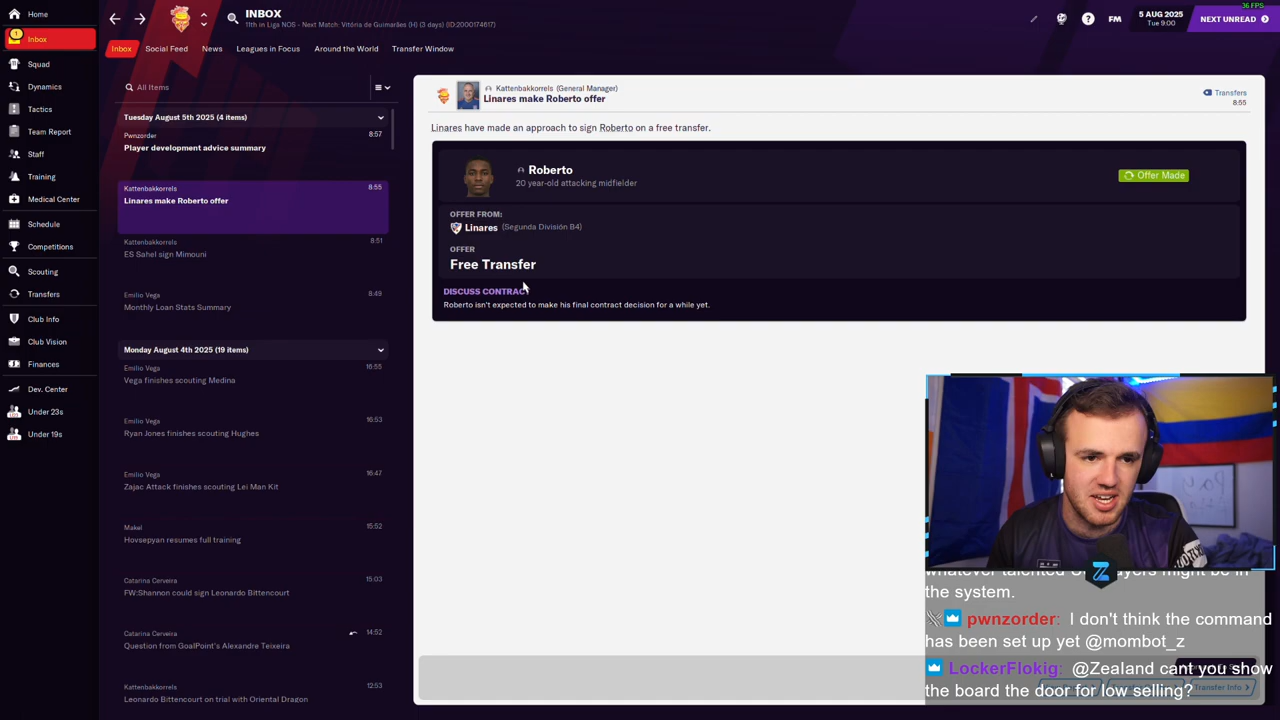 36 FPS
INBOX
11th in Liga NOS - Next Match: Vitória de Guimarães (H) (3 days) (ID:2000174617)
FM
5 AUG 2025
Tue 9:00
NEXT UNREAD
Home
1
Inbox
Squad
Dynamics
Tactics
Team Report
Staff
Training
Medical Center
Schedule
Competitions
Scouting
Transfers
Club Info
Club Vision
Finances
Dev. Center
Under 23s
Under 19s
Inbox Social Feed News Leagues in Focus Around the World Transfer Window
All Items
Tuesday August 5th 2025 (4 items)
Pwnzorder 8:57
Player development advice summary
Kattenbakkorrels 8:55
Linares make Roberto offer
Kattenbakkorrels 8:51
ES Sahel sign Mimouni
Emilio Vega 8:49
Monthly Loan Stats Summary
Monday August 4th 2025 (19 items)
Emilio Vega 16:55
Vega finishes scouting Medina
Emilio Vega 16:53
Ryan Jones finishes scouting Hughes
Emilio Vega 16:47
Zajac Attack finishes scouting Lei Man Kit
Makel 15:52
Hovsepyan resumes full training
Catarina Cerveira 15:03
FW:Shannon could sign Leonardo Bittencourt
Catarina Cerveira 14:52
Question from GoalPoint's Alexandre Teixeira
Kattenbakkorrels 12:53
Leonardo Bittencourt on trial with Oriental Dragon
Kattenbakkorrels (General Manager)
Linares make Roberto offer
Transfers
8:55
Linares have made an approach to sign Roberto on a free transfer.
Roberto
20 year-old attacking midfielder
Offer Made
OFFER FROM:
Linares (Segunda División B4)
OFFER
Free Transfer
DISCUSS CONTRACT
Roberto isn't expected to make his final contract decision for a while yet.
the system.
pwnzorder: I don't think the command
has been set up yet @mombot_z
LockerFlokig: @Zealand cant you show
the board the door for low selling?
Transfer Info